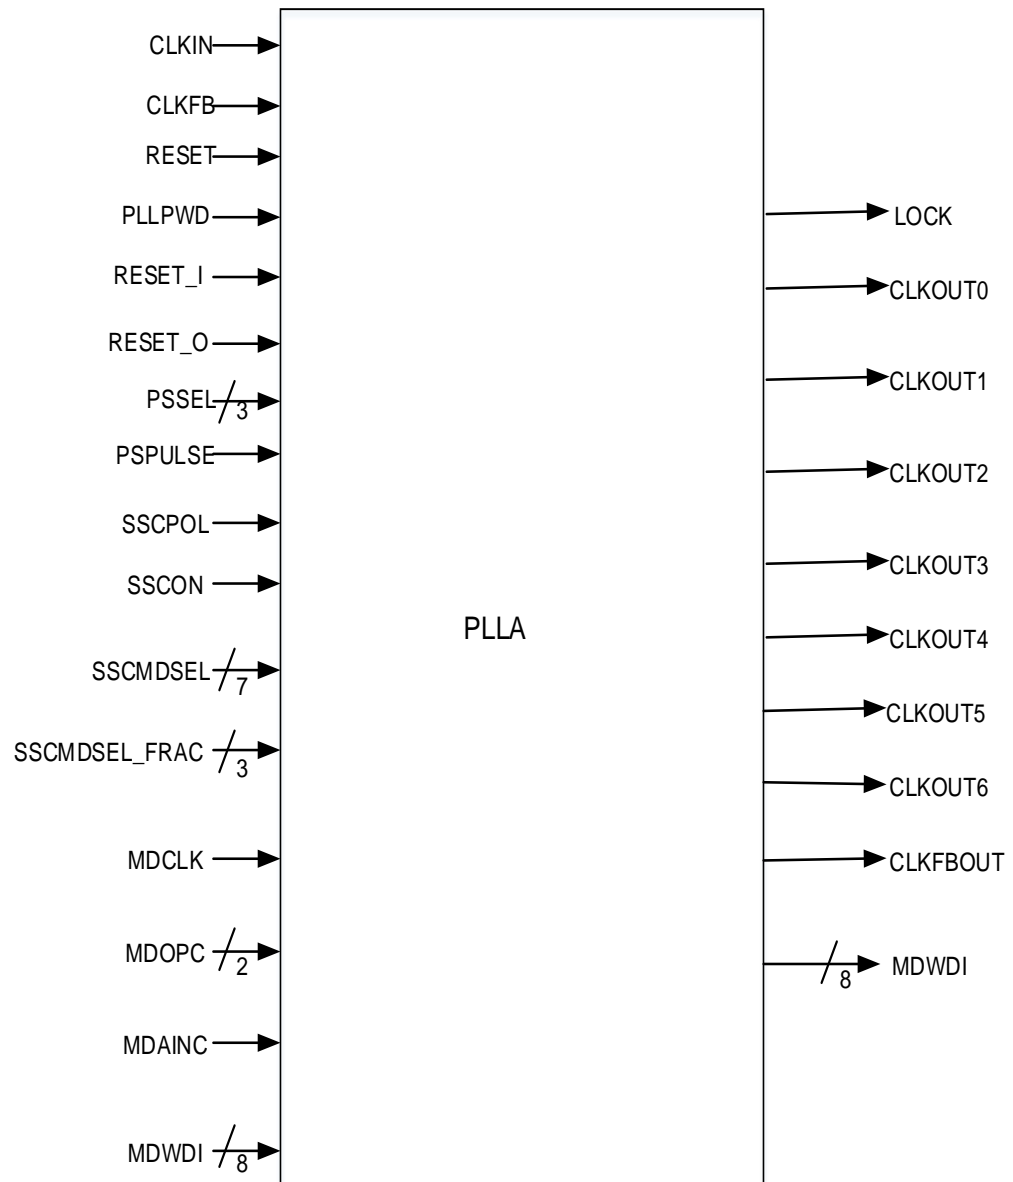 CLKIN
CLKFB
RESET
PLLPWD
RESET_I
RESET_O
PSSEL 3
PSPULSE
SSCPOL
SSCON
SSCMDSEL 7
SSCMDSEL_FRAC 3
MDCLK
MDOPC 2
MDAINC
MDWDI 8
PLLA
LOCK
CLKOUT0
CLKOUT1
CLKOUT2
CLKOUT3
CLKOUT4
CLKOUT5
CLKOUT6
CLKFBOUT
8 MDWDI